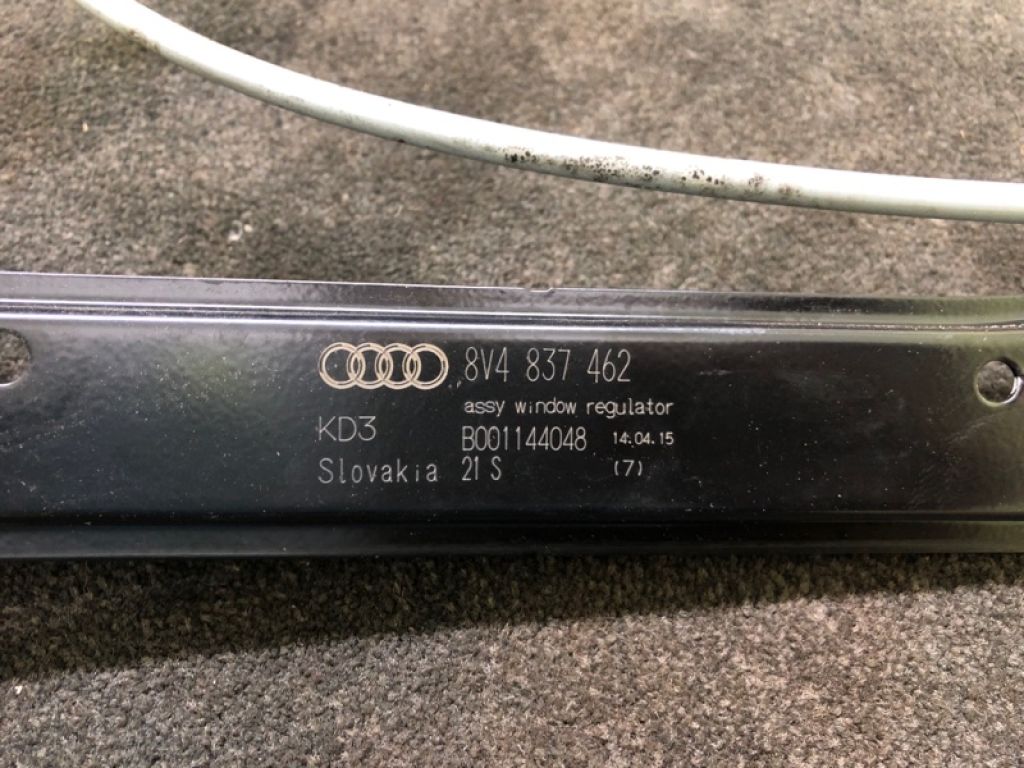 8V4 837 462
assy window regulator
KD3 B001144048 14.04.15
Slovakia 21 S (7)